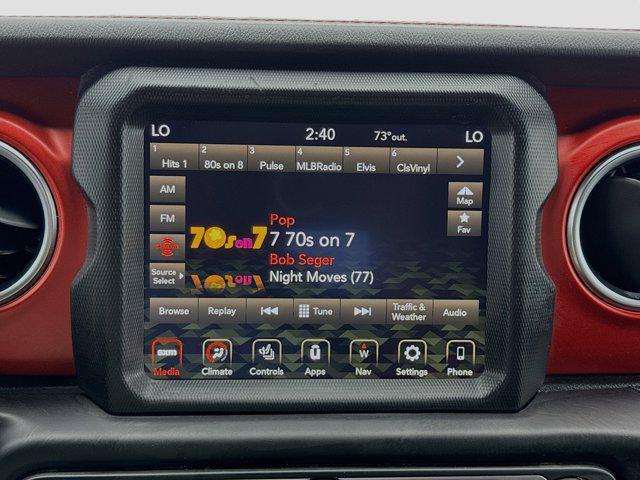 LO 2:40 73°out. LO
1 2 3 4 5 6
Hits 1 80s on 8 Pulse MLBRadio Elvis ClsVinyl
AM
Map
FM
Fav
Pop
70s on 7 7 70s on 7
Bob Seger
Source Select
Night Moves (77)
Browse Replay Tune Traffic & Weather Audio
sxm W
Media Climate Controls Apps Nav Settings Phone